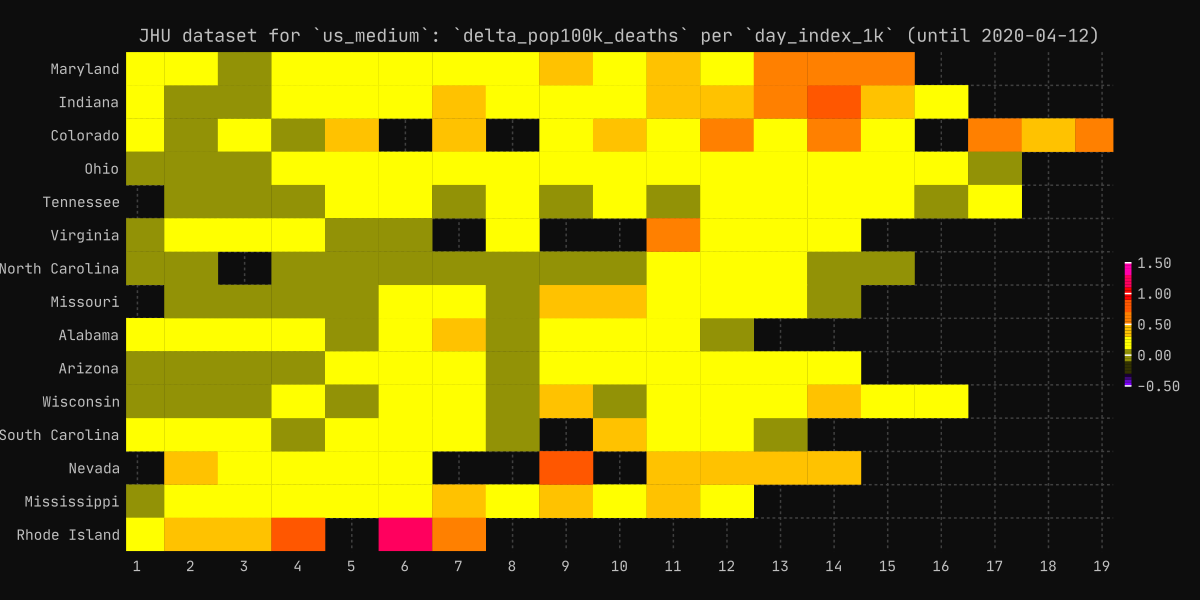 JHU dataset for `us_medium`: `delta_pop100k_deaths` per `day_index_1k` (until 2020-04-12)
Maryland
Indiana
Colorado
Ohio
Tennessee
Virginia
North Carolina
Missouri
Alabama
Arizona
Wisconsin
South Carolina
Nevada
Mississippi
Rhode Island
1 2 3 4 5 6 7 8 9 10 11 12 13 14 15 16 17 18 19
1.50
1.00
0.50
0.00
-0.50